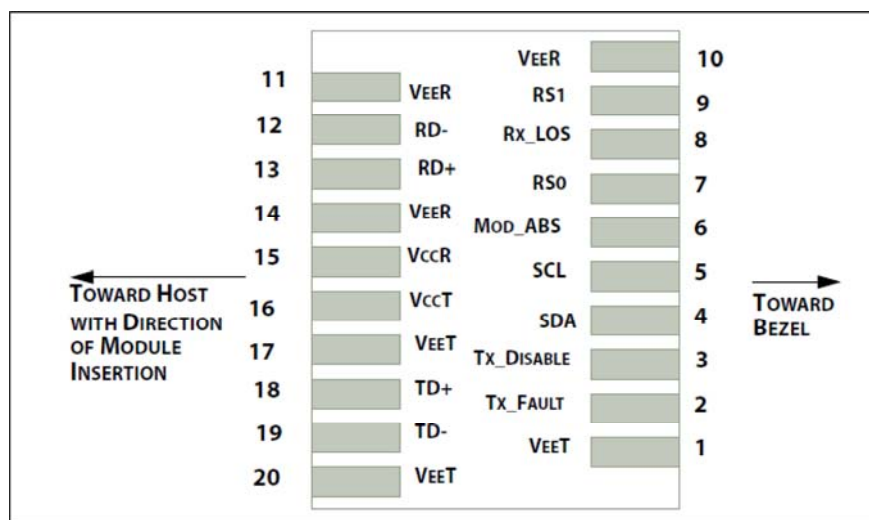 11 VEER
12 RD-
13 RD+
14 VEER
15 VCCR
16 VCCT
17 VEET
18 TD+
19 TD-
20 VEET
VEER 10
RS1 9
RX_LOS 8
RS0 7
MOD_ABS 6
SCL 5
SDA 4
TX_DISABLE 3
TX_FAULT 2
VEET 1
TOWARD HOST
WITH DIRECTION
OF MODULE
INSERTION
TOWARD
BEZEL